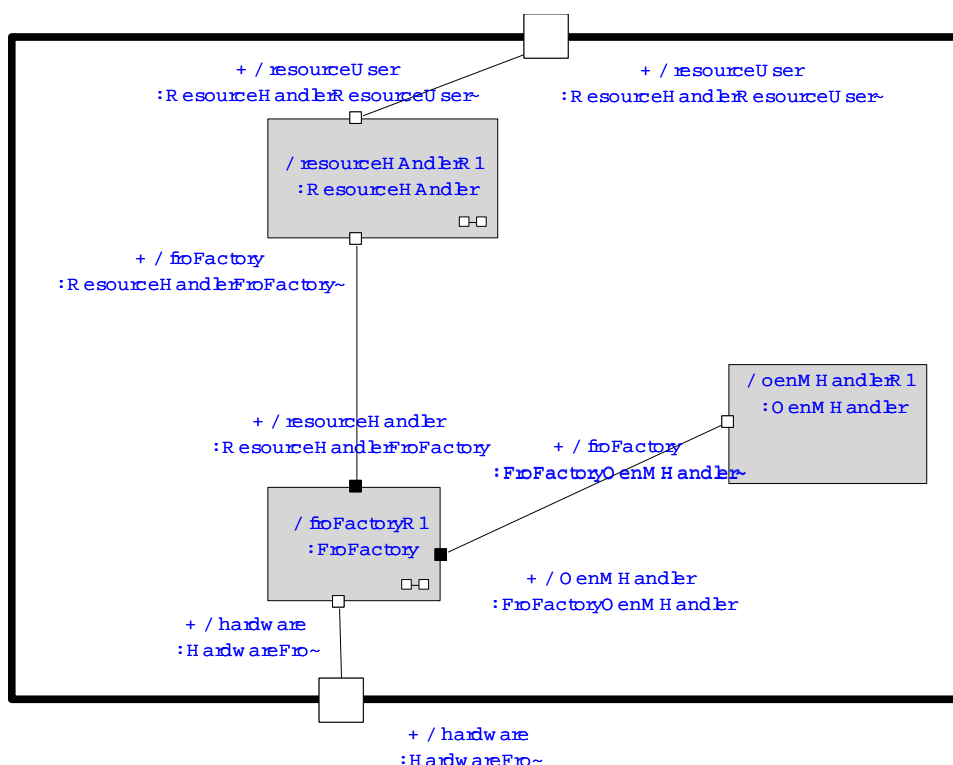 + / resourceUser
:ResourceHandlerResourceUser~
+ / resourceUser
:ResourceHandlerResourceUser~
/ resourceHAndlerR1
:ResourceHAndler
+ / froFactory
:ResourceHandlerFroFactory~
/ oenMHandlerR1
:OenMHandler
+ / resourceHandler
:ResourceHandlerFroFactory
+ / froFactory
:FroFactoryOenMHandler~
/ froFactoryR1
:FroFactory
+ / OenMHandler
:FroFactoryOenMHandler
+ / hardware
:HardwareFro~
+ / hardware
:HardwareFro~